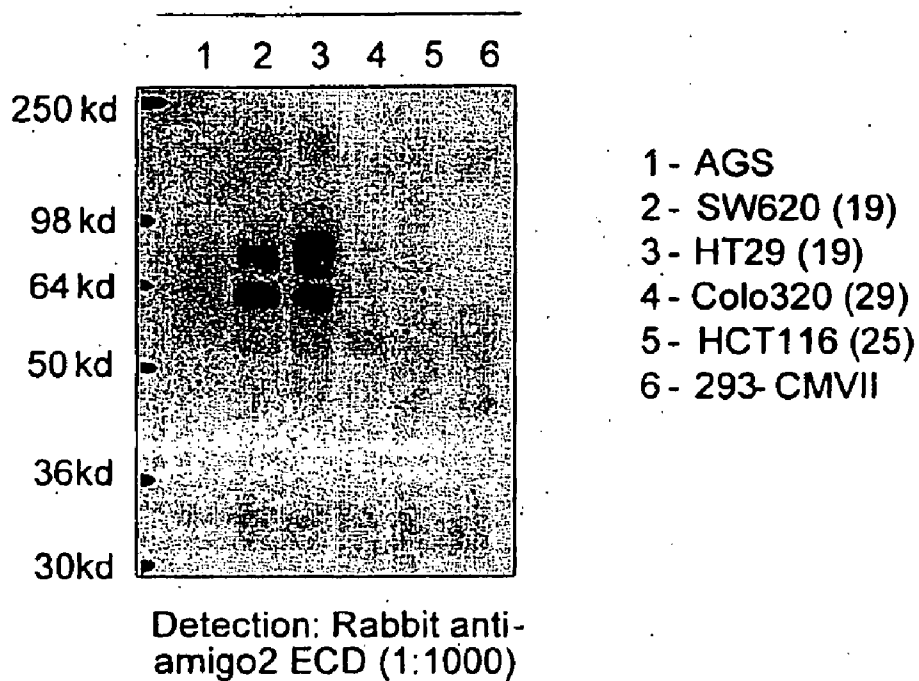 1 2 3 4 5 6
250 kd
98 kd
64 kd
50 kd
36kd
30kd
1 - AGS
2 - SW620 (19)
3 - HT29 (19)
4 - Colo320 (29)
5 - HCT116 (25)
6 - 293- CMVII
Detection: Rabbit anti-
amigo2 ECD (1:1000)